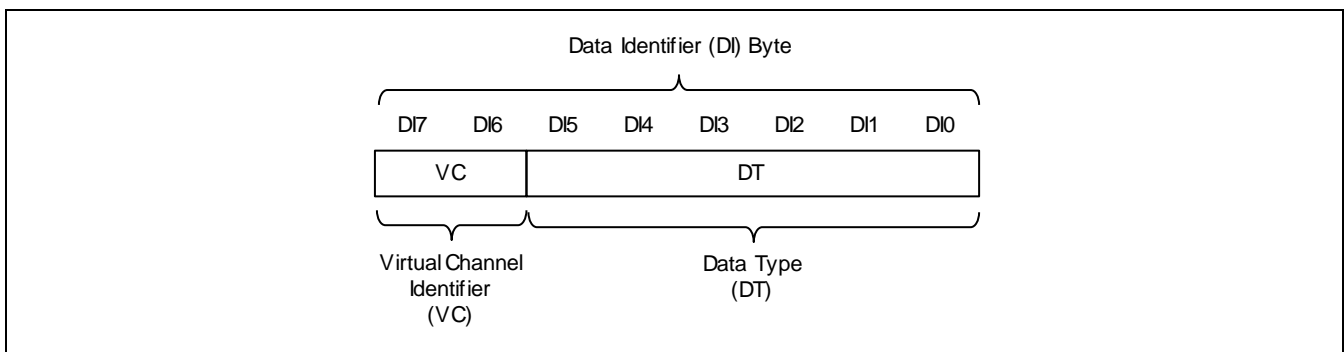 Data Identifier (DI) Byte
DI7 DI6 DI5 DI4 DI3 DI2 DI1 DI0
VC DT
Virtual Channel
Identifier
(VC)
Data Type
(DT)